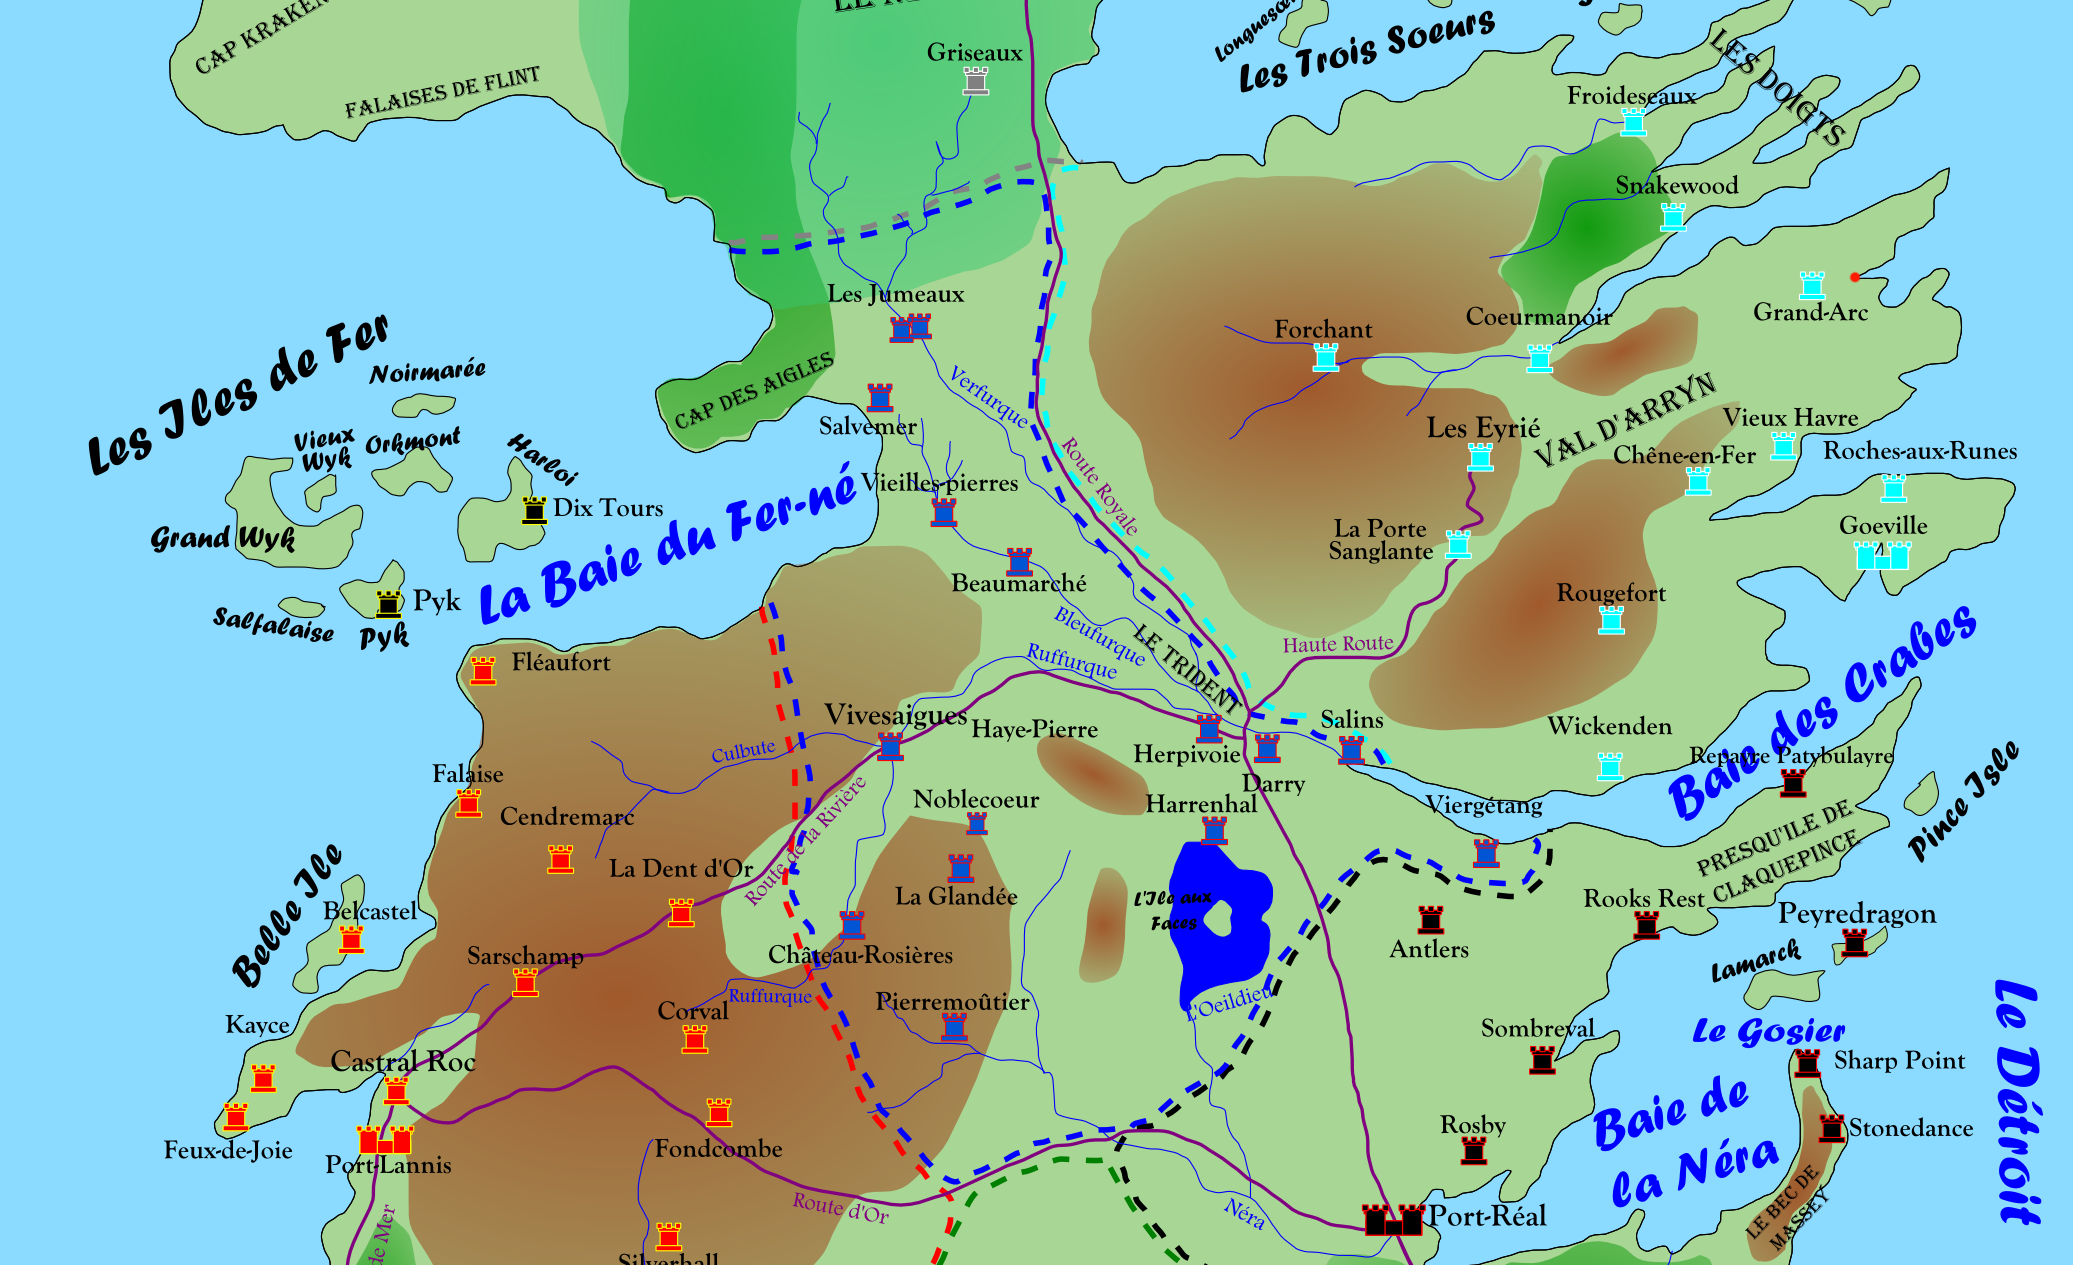 CAP KRAKEN
FALAISES DE FLINT
Griseaux
Longuesoeur
Les Trois Soeurs
LES DOIGTS
Froideseaux
Snakewood
Grand-Arc
Coeurmanoir
Forchant
Les Jumeaux
CAP DES AIGLES
Salvemer
Verfurque
Route Royale
Les Eyrié
VAL D'ARRYN
Vieux Havre
Chêne-en-Fer
Roches-aux-Runes
Goeville
La Porte
Sanglante
Rougefort
Haute Route
Les Iles de Fer
Noirmarée
Vieux
Wyk
Orkmont
Harloi
Dix Tours
Grand Wyk
Pyk
Salfalaise
Pyk
La Baie du Fer-né
Vieilles-pierres
Beaumarché
Bleufurque
Ruffurque
LE TRIDENT
Fléaufort
Vivesaigues
Haye-Pierre
Herpivoie
Salins
Darry
Wickenden
Baie des Crabes
Repayre Patybulayre
Pince Isle
Culbute
Falaise
Cendremarc
La Dent d'Or
Route de la Rivière
Noblecoeur
Harrenhal
Viergétang
PRESQU'ILE DE
CLAQUEPINCE
La Glandée
L'Ile aux
Faces
Rooks Rest
Antlers
Peyredragon
Lamarck
Belle Ile
Belcastel
Sarschamp
Château-Rosières
Ruffurque
Corval
Pierremoûtier
L'Oeildieu
Le Gosier
Sombreval
Sharp Point
Le Détroit
Kayce
Castral Roc
Feux-de-Joie
Port-Lannis
Fondcombe
Rosby
Baie de
la Néra
Stonedance
LE BEC DE
MASSEY
Route d'Or
Néra
Port-Réal
de Mer
Silverhall